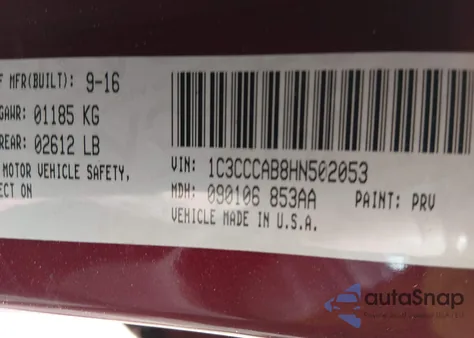 F MFR(BUILT): 9-16
GAWR: 01185 KG
REAR: 02612 LB
MOTOR VEHICLE SAFETY,
ECT ON
VIN: 1C3CCCAB8HN502053
MDH: 090106 853AA PAINT: PRV
VEHICLE MADE IN U.S.A.
autaSnap